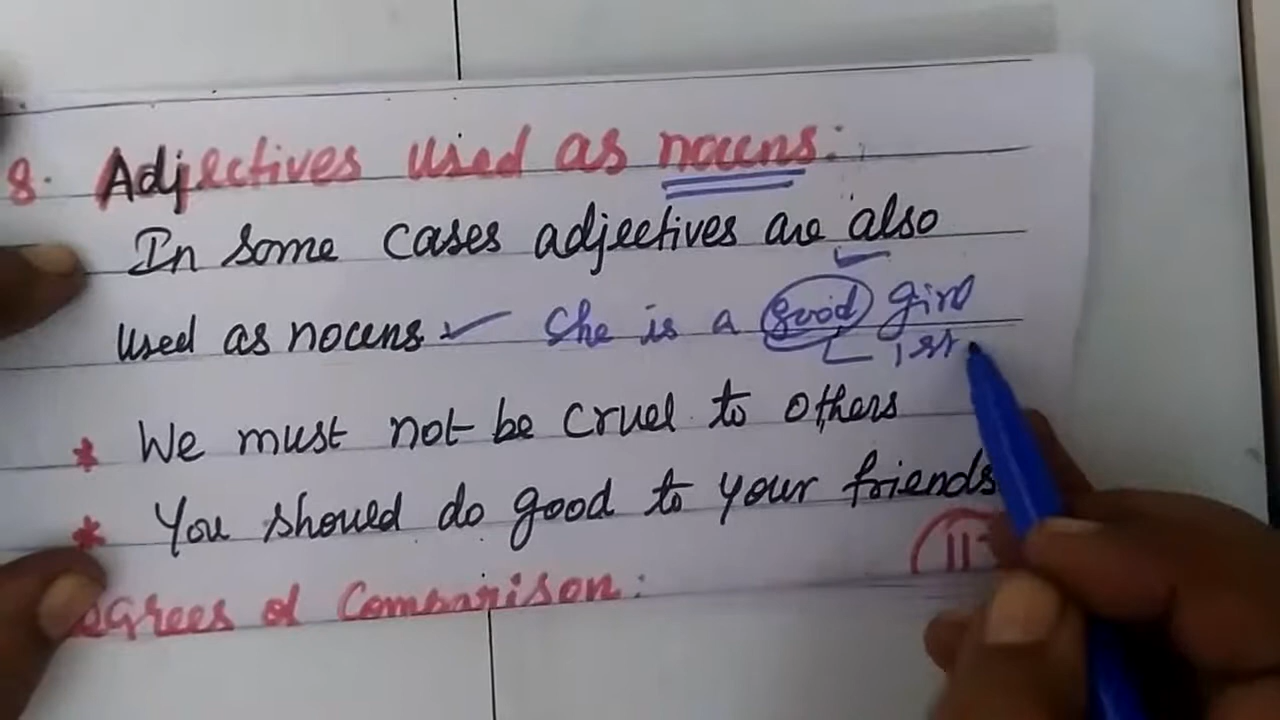 8. Adjectives used as nouns:
In some cases adjectives are also
used as nouns She is a good girl
1st
* We must not be cruel to others
* You should do good to your friends
egrees of Comparison: